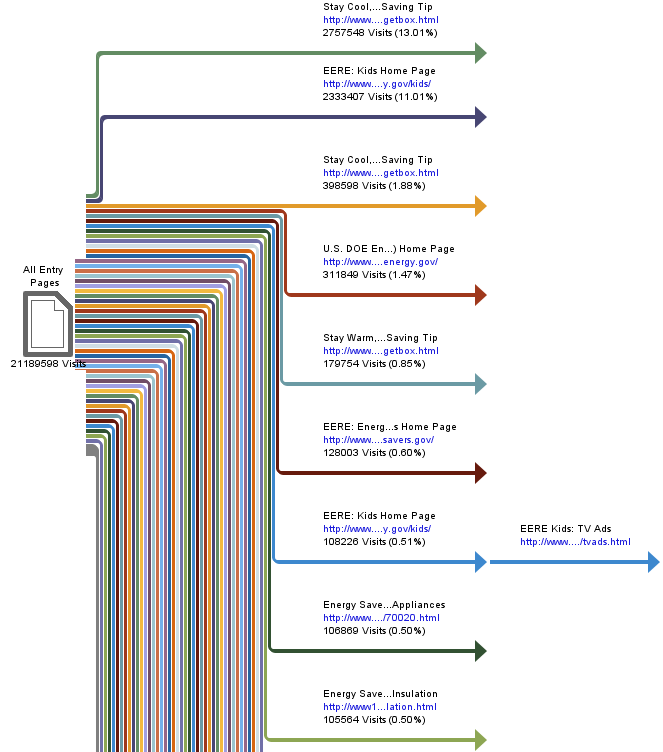 Stay Cool,...Saving Tip
http://www....getbox.html
2757548 Visits (13.01%)
EERE: Kids Home Page
http://www....y.gov/kids/
2333407 Visits (11.01%)
Stay Cool,...Saving Tip
http://www....getbox.html
398598 Visits (1.88%)
U.S. DOE En...) Home Page
http://www....energy.gov/
311849 Visits (1.47%)
All Entry
Pages
21189598 Visits
Stay Warm,...Saving Tip
http://www....getbox.html
179754 Visits (0.85%)
EERE: Energ...s Home Page
http://www....savers.gov/
128003 Visits (0.60%)
EERE: Kids Home Page
http://www....y.gov/kids/
108226 Visits (0.51%)
EERE Kids: TV Ads
http://www..../tvads.html
Energy Save...Appliances
http://www..../70020.html
106869 Visits (0.50%)
Energy Save...Insulation
http://www1...lation.html
105564 Visits (0.50%)